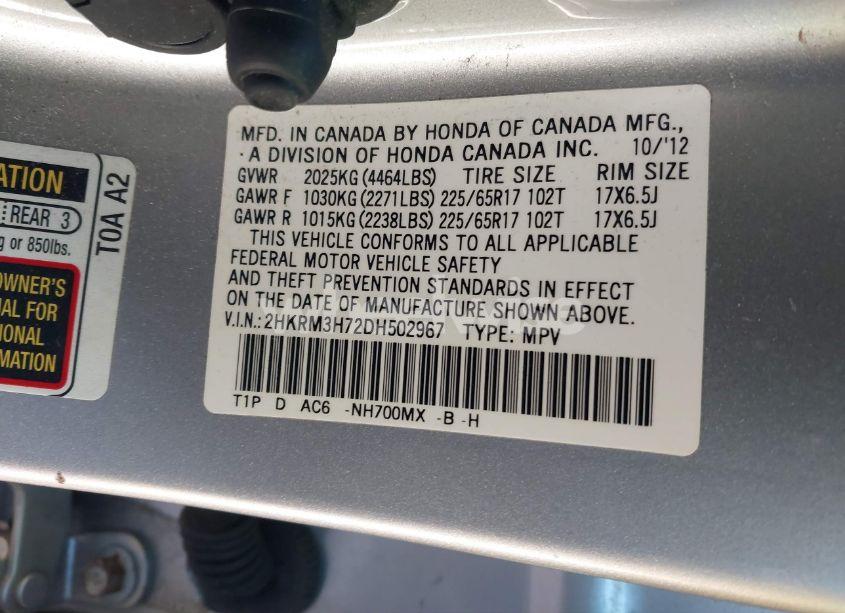 MFD. IN CANADA BY HONDA OF CANADA MFG.,
· A DIVISION OF HONDA CANADA INC. 10/'12
GVWR 2025KG (4464LBS) TIRE SIZE RIM SIZE
GAWR F 1030KG (2271LBS) 225/65R17 102T 17X6.5J
GAWR R 1015KG (2238LBS) 225/65R17 102T 17X6.5J
THIS VEHICLE CONFORMS TO ALL APPLICABLE
FEDERAL MOTOR VEHICLE SAFETY
AND THEFT PREVENTION STANDARDS IN EFFECT
ON THE DATE OF MANUFACTURE SHOWN ABOVE.
V.I.N.: 2HKRM3H72DH502967 TYPE: MPV
T1P D AC6 -NH700MX -B -H
ATION
REAR 3
g or 850lbs.
OWNER'S
AL FOR
IONAL
RMATION
T0A A2